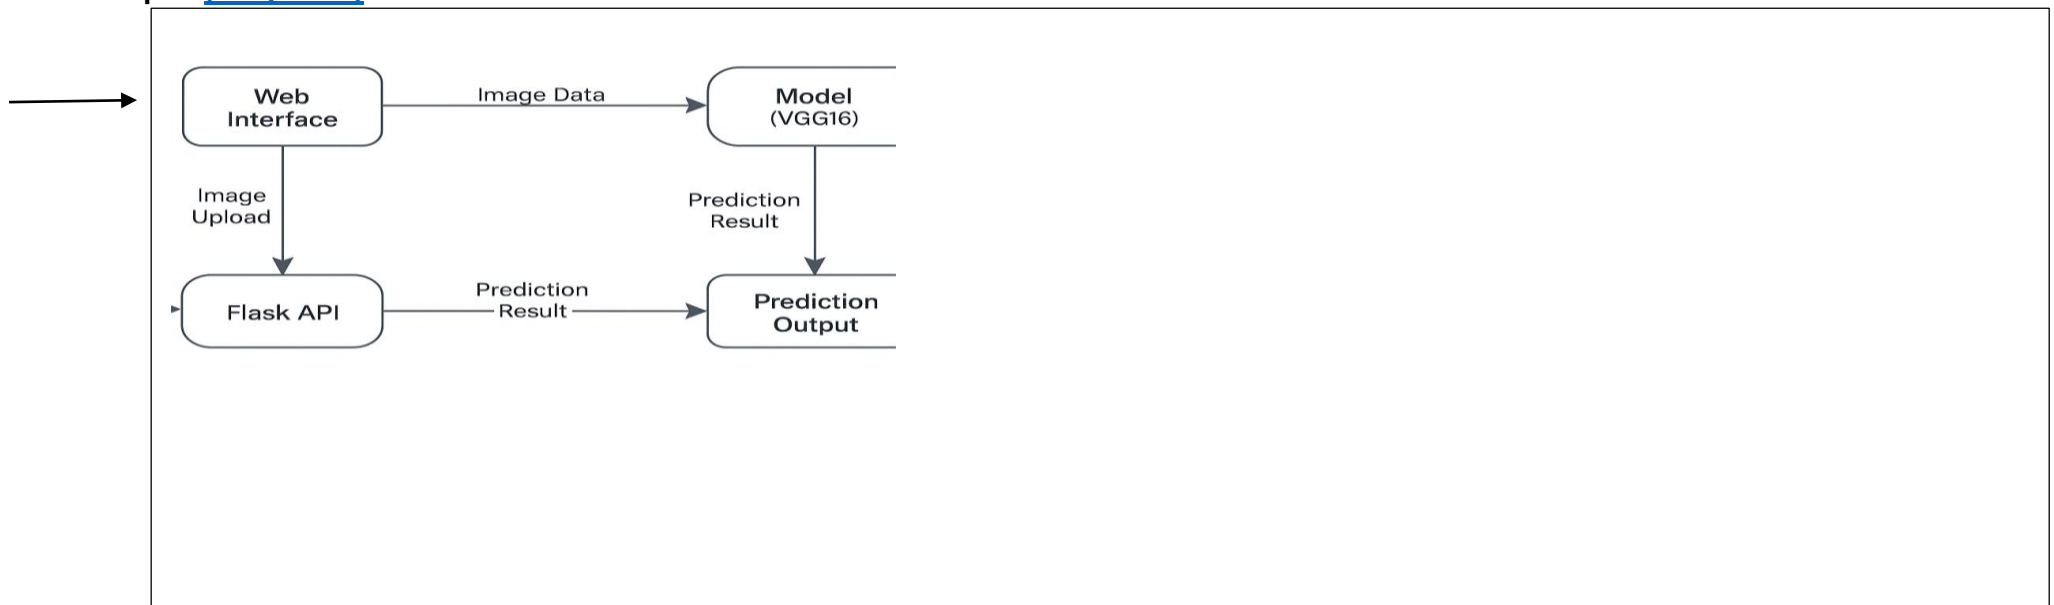 Web
Interface
Image Data
Model
(VGG16)
Image
Upload
Prediction
Result
Flask API
Prediction
Result
Prediction
Output